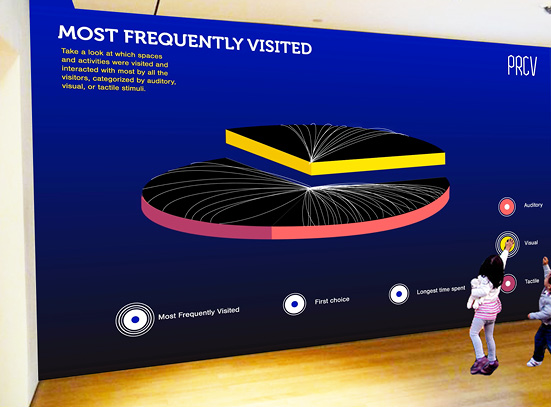 MOST FREQUENTLY VISITED
Take a look at which spaces
and activities were visited and
interacted with most by all the
visitors, categorized by auditory,
visual, or tactile stimuli.
PRCV
Auditory
Visual
Tactile
Most Frequently Visited
First choice
Longest time spent